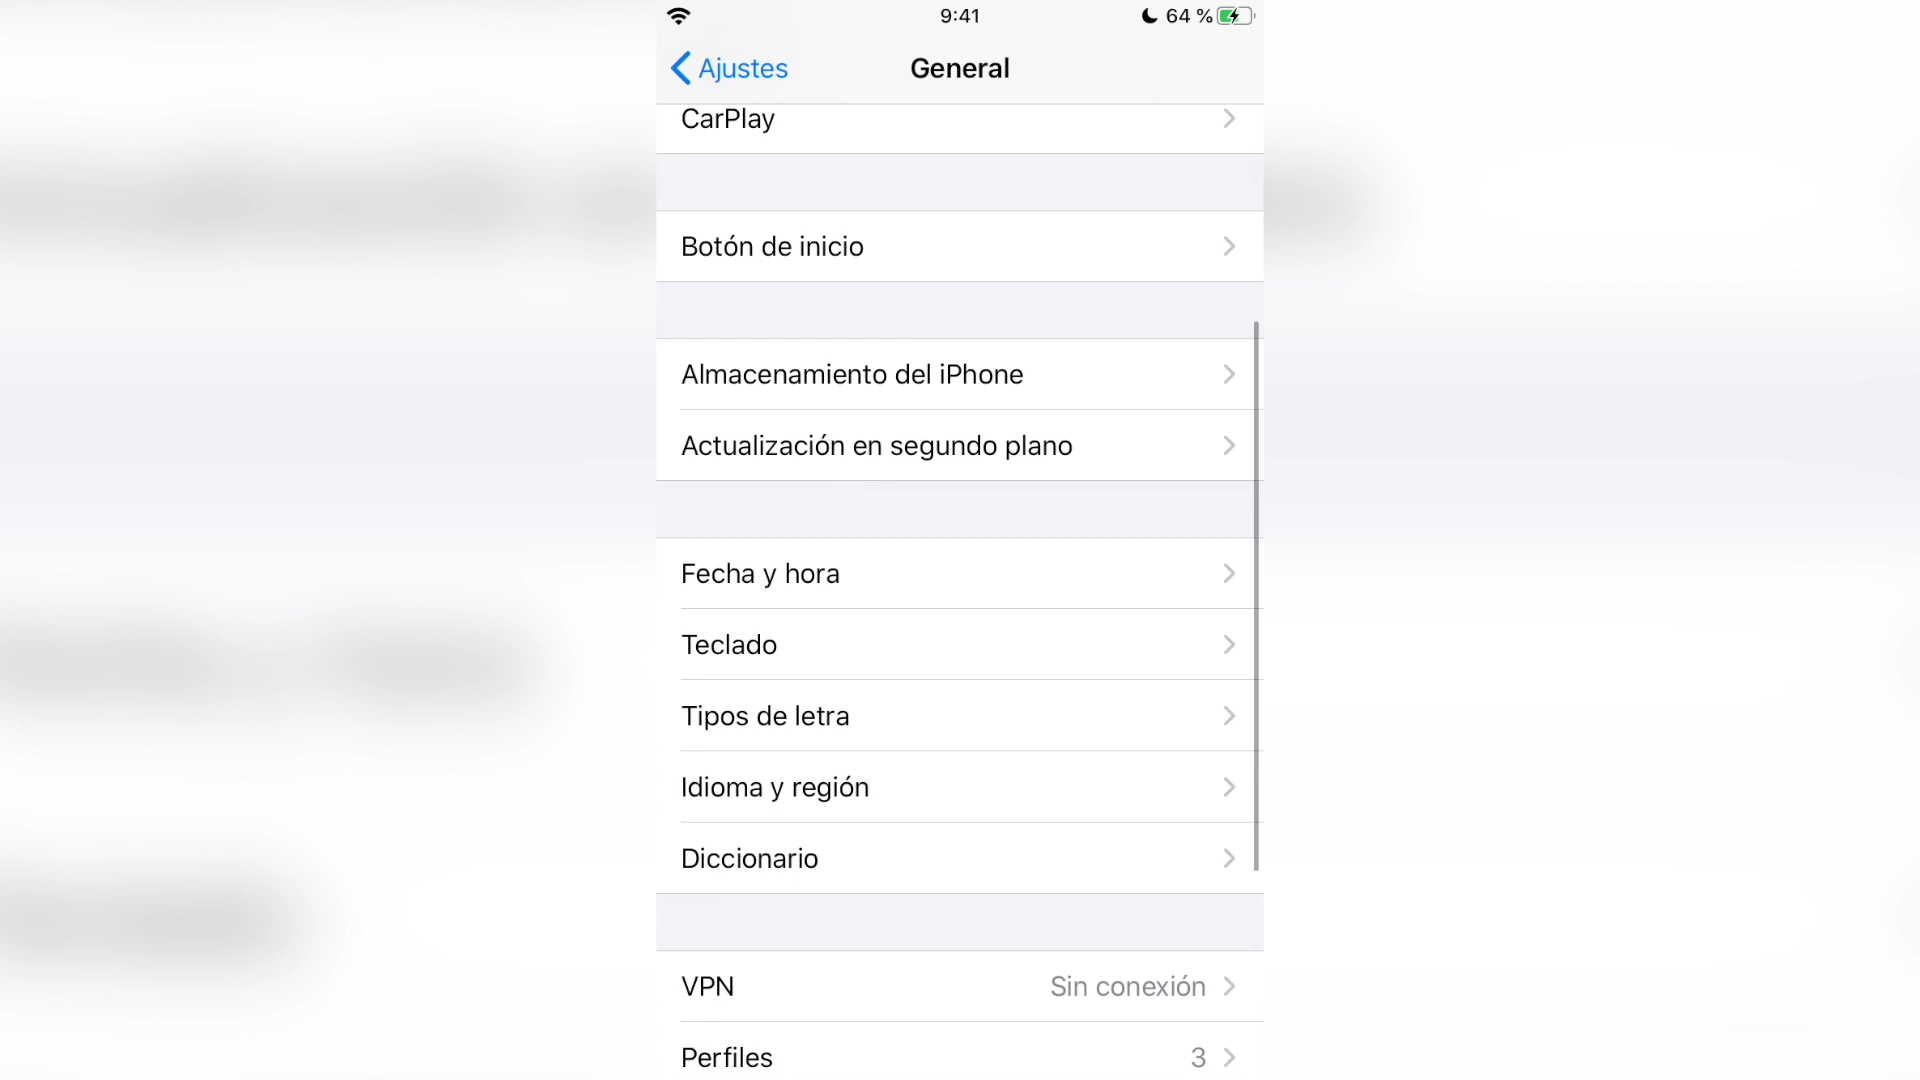 9:41
64 %
Ajustes
General
CarPlay
Botón de inicio
Almacenamiento del iPhone
Actualización en segundo plano
Fecha y hora
Teclado
Tipos de letra
Idioma y región
Diccionario
VPN Sin conexión
Perfiles 3